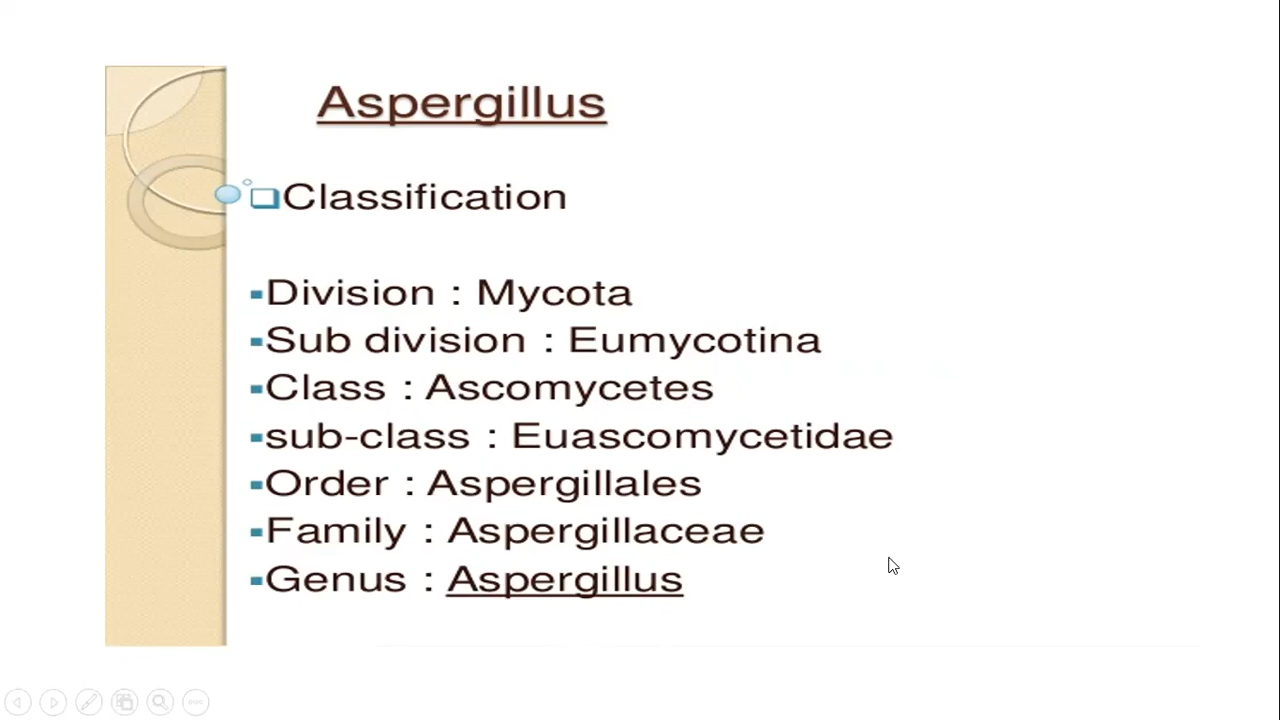 Aspergillus
Classification
Division : Mycota
Sub division : Eumycotina
Class : Ascomycetes
sub-class : Euascomycetidae
Order : Aspergillales
Family : Aspergillaceae
Genus : Aspergillus